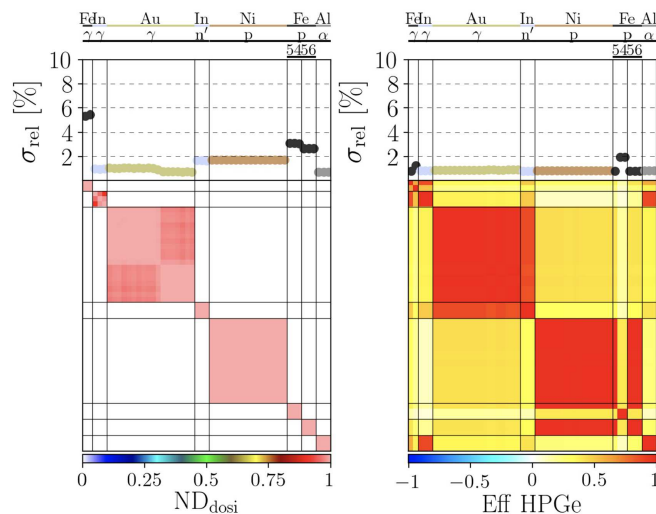 Fe In Au In Ni Fe Al
γ γ γ n′ p p α
5456
σrel [%]
10
8
6
4
2
0 0.25 0.5 0.75 1
NDdosi
Fe In Au In Ni Fe Al
γ γ γ n′ p p α
5456
σrel [%]
10
8
6
4
2
−1 −0.5 0 0.5 1
Eff HPGe